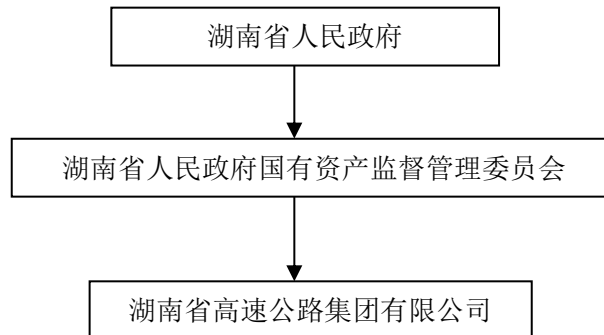 湖南省人民政府
湖南省人民政府国有资产监督管理委员会
湖南省高速公路集团有限公司